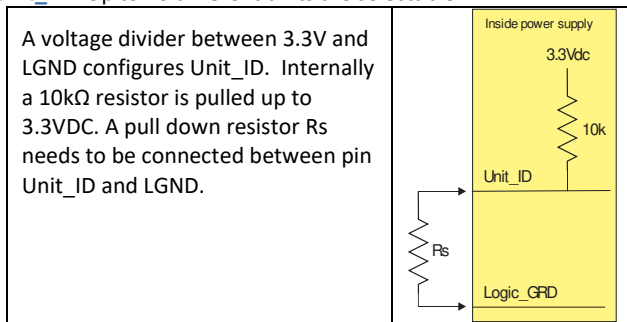 A voltage divider between 3.3V and
LGND configures Unit_ID.  Internally
a 10kΩ resistor is pulled up to
3.3VDC. A pull down resistor Rs
needs to be connected between pin
Unit_ID and LGND.
Inside power supply
3.3Vdc
10k
Unit_ID
Rs
Logic_GRD